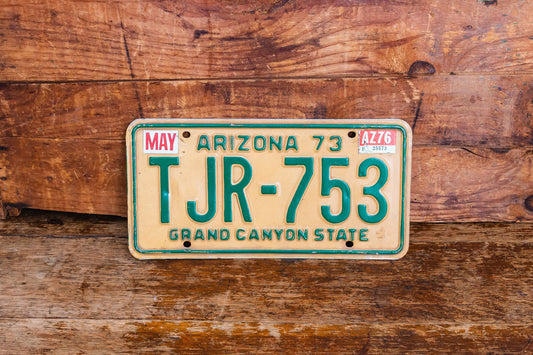 MAY ARIZONA 73 AZ76
TJR-753
GRAND CANYON STATE